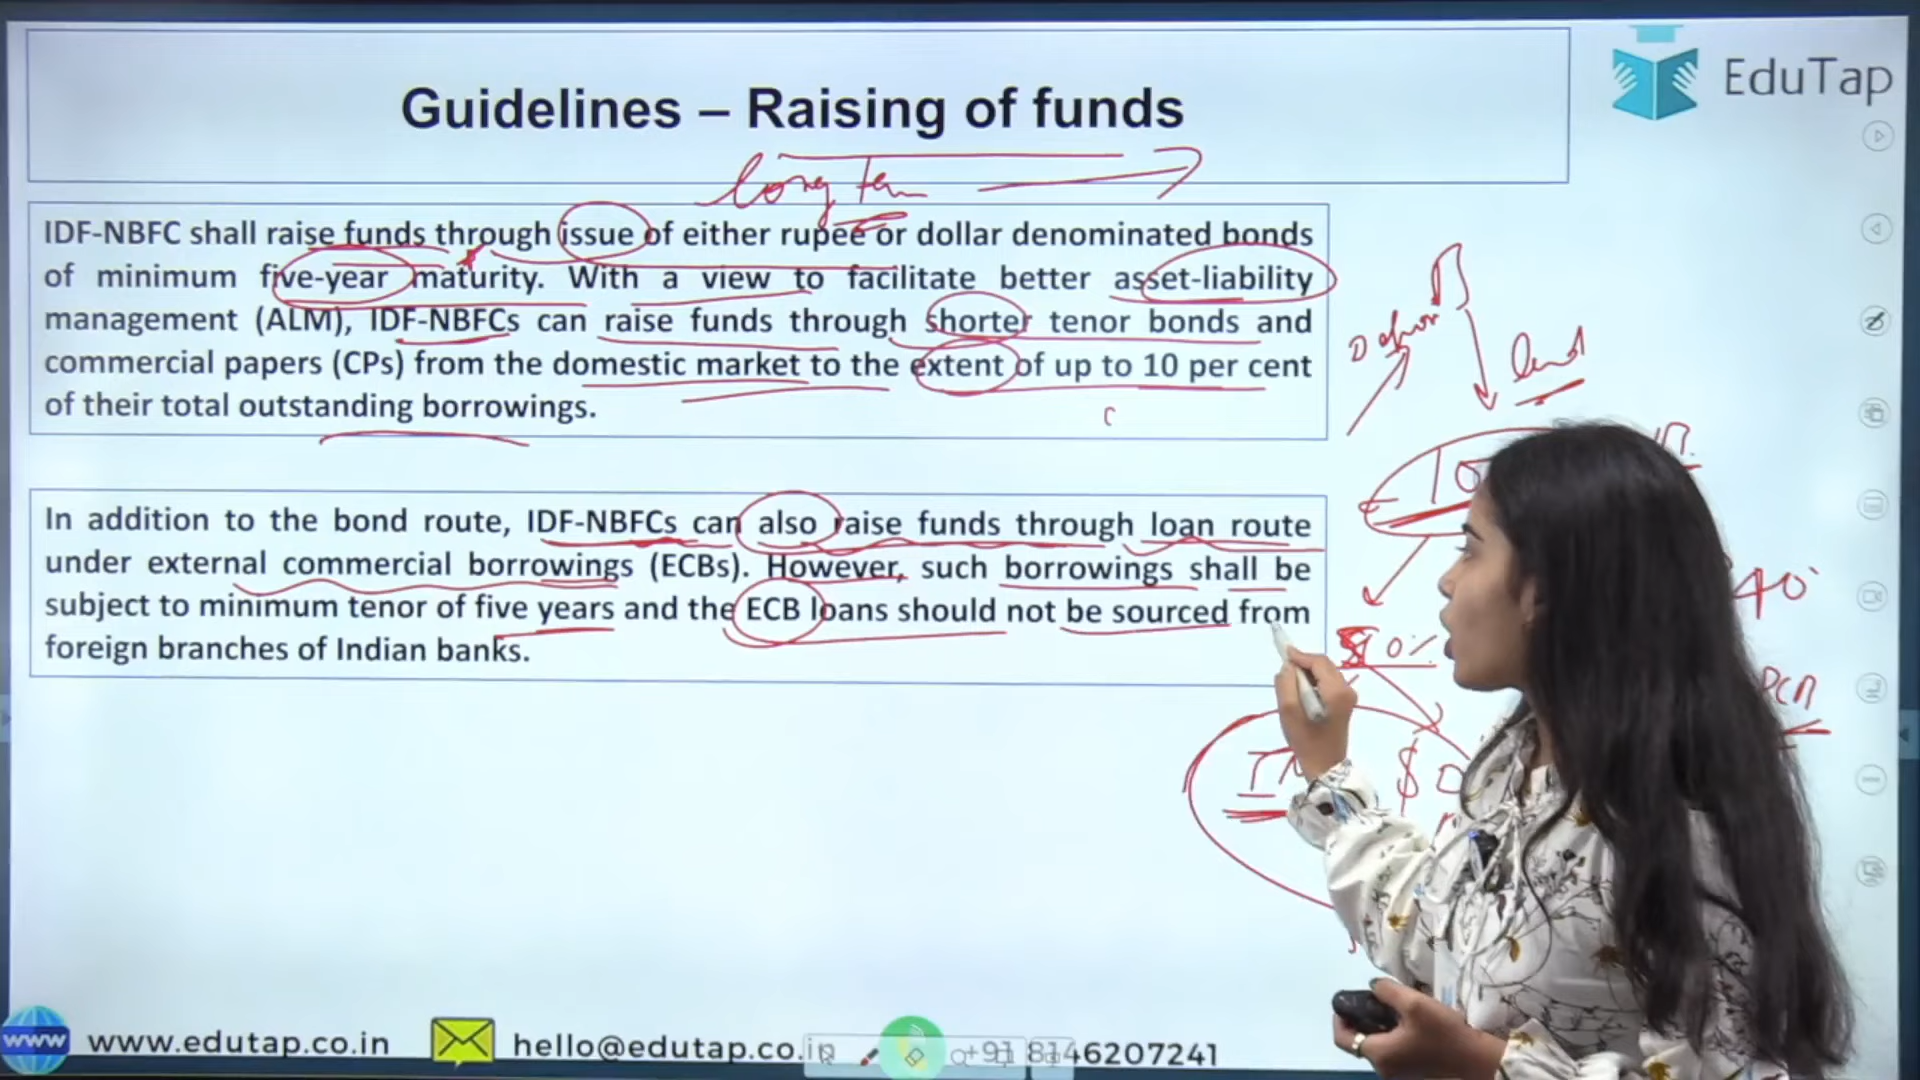 EduTap
Guidelines – Raising of funds
long Term
IDF-NBFC shall raise funds through issue of either rupee or dollar denominated bonds
of minimum five-year maturity. With a view to facilitate better asset-liability
management (ALM), IDF-NBFCs can raise funds through shorter tenor bonds and
commercial papers (CPs) from the domestic market to the extent of up to 10 per cent
of their total outstanding borrowings.
lend
In addition to the bond route, IDF-NBFCs can also raise funds through loan route
under external commercial borrowings (ECBs). However, such borrowings shall be
subject to minimum tenor of five years and the ECB loans should not be sourced from
foreign branches of Indian banks.
40
$
www www.edutap.co.in hello@edutap.co.in +91 8146207241